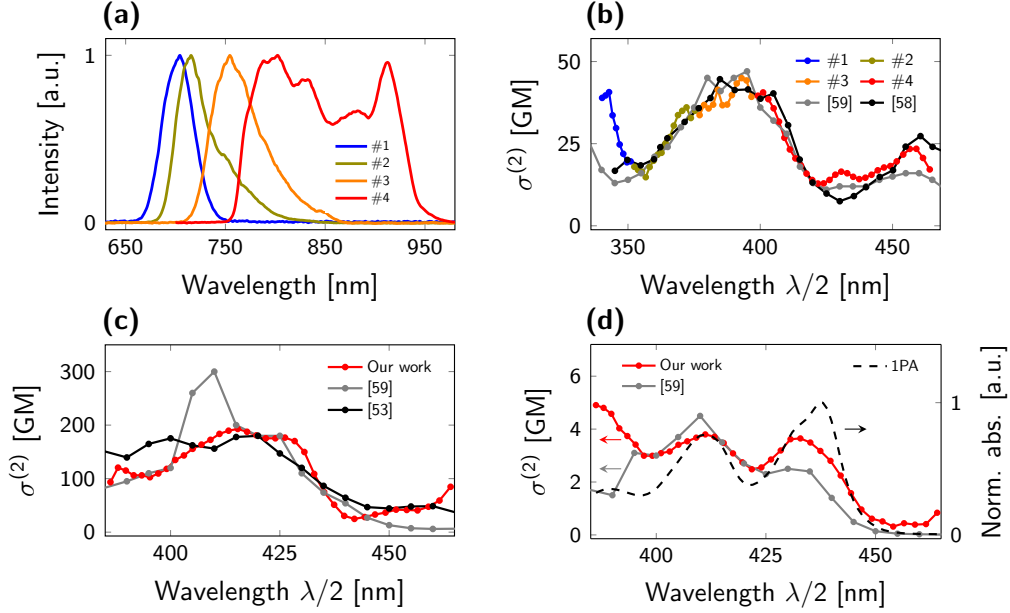 (a)
Intensity [a.u.]
1
0
#1
#2
#3
#4
650 750 850 950
Wavelength [nm]
(b)
σ(2) [GM]
50
25
0
#1 #2
#3 #4
[59] [58]
350 400 450
Wavelength λ/2 [nm]
(c)
σ(2) [GM]
300
200
100
0
Our work
[59]
[53]
400 425 450
Wavelength λ/2 [nm]
(d)
σ(2) [GM]
6
4
2
0
Our work
[59]
1PA
1
0
Norm. abs. [a.u.]
400 425 450
Wavelength λ/2 [nm]